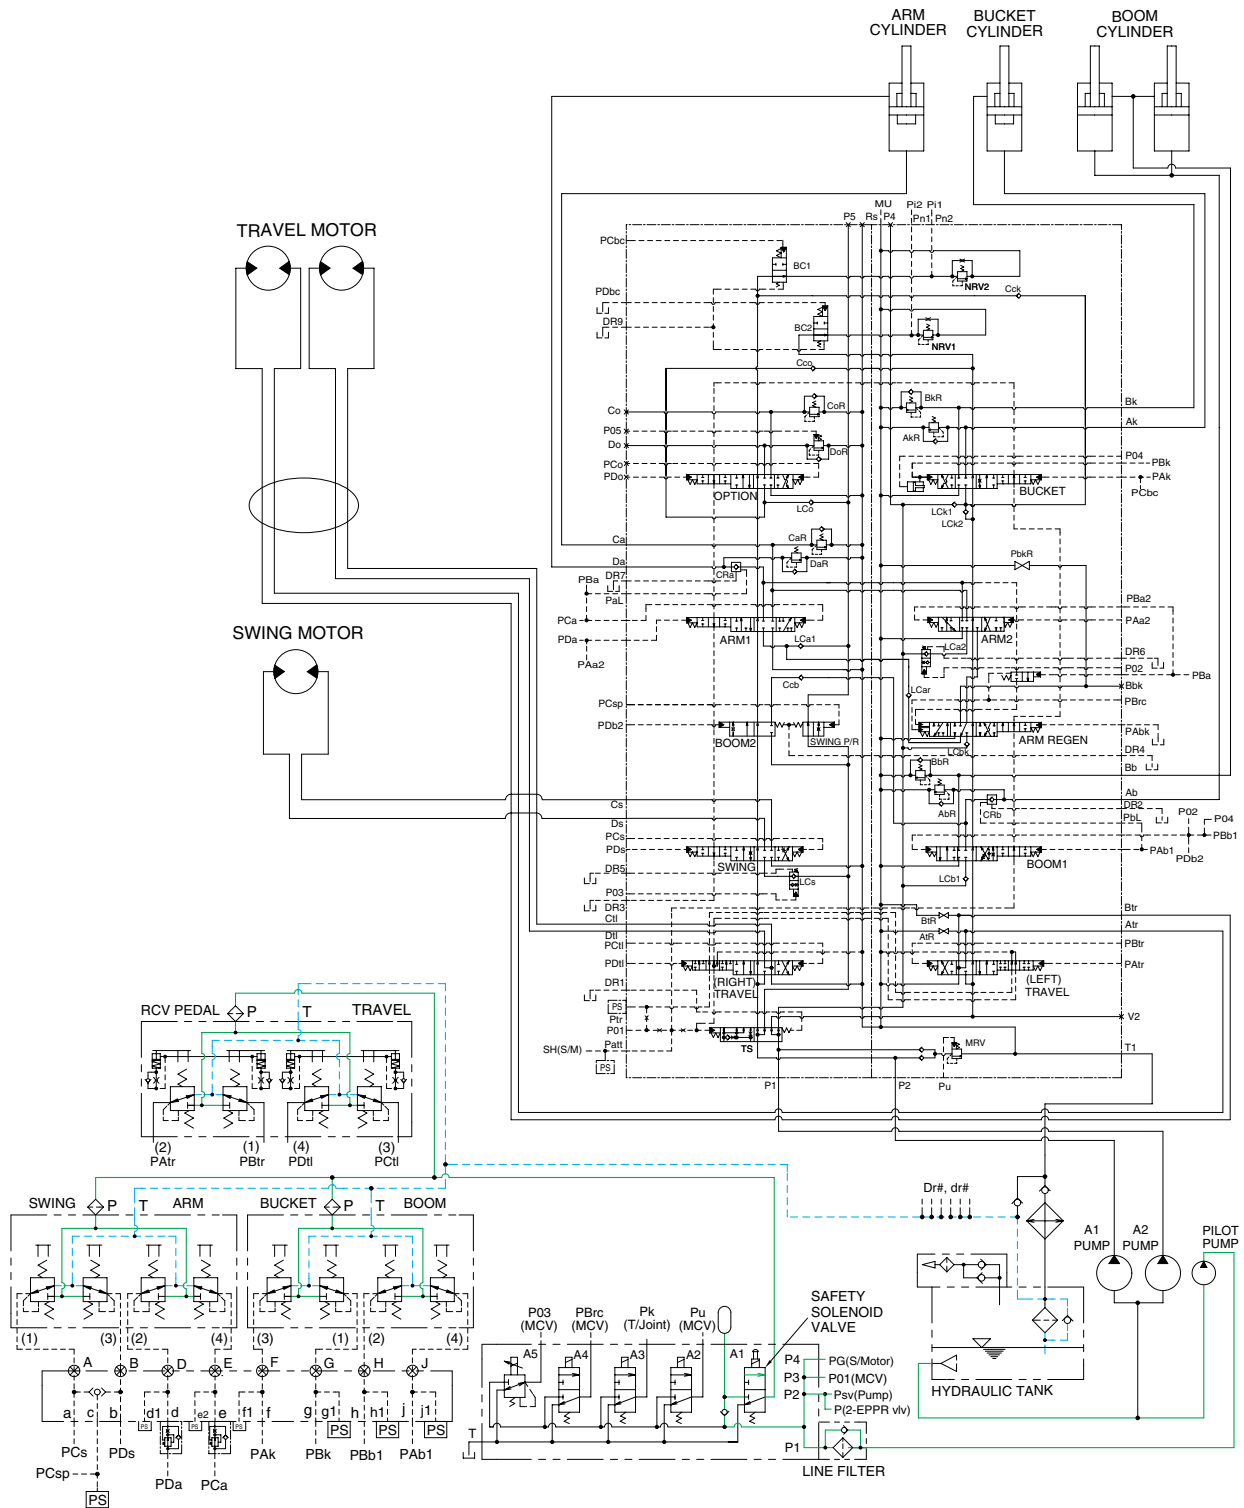 ARM
CYLINDER
BUCKET
CYLINDER
BOOM
CYLINDER
TRAVEL MOTOR
SWING MOTOR
P5
Rs
MU
P4
Pi2
Pi1
Pn1
Pn2
PCbc
BC1
NRV2
Cck
PDbc
DR9
BC2
NRV1
Cco
Co
CoR
BkR
Bk
P05
Do
DoR
AkR
Ak
PCo
PDo
OPTION
P04
PBk
PAk
BUCKET
PCbc
LCo
LCk1
LCk2
Ca
CaR
Da
DaR
CRa
PbkR
PBa
DR7
PaL
PCa
PDa
PAa2
ARM1
LCa1
PBa2
PAa2
ARM2
LCa2
DR6
P02
PBa
Bbk
PBrc
Ccb
LCar
PCsp
PDb2
BOOM2
SWING P/R
ARM REGEN
PAbk
LCbk
DR4
BbR
Bb
AbR
CRb
Ab
DR2
PbL
P02
P04
PBb1
PAb1
PDb2
BOOM1
LCb1
Cs
Ds
PCs
PDs
SWING
DR5
LCs
P03
DR3
Ctl
Dtl
PCtl
PDtl
(RIGHT)
TRAVEL
BtR
AtR
Btr
Atr
PBtr
PAtr
(LEFT)
TRAVEL
DR1
PS
Ptr
P01
Patt
SH(S/M)
PS
TS
MRV
V2
T1
P1
P2
Pu
RCV PEDAL
P
T
TRAVEL
(2)
PAtr
(1)
PBtr
(4)
PDtl
(3)
PCtl
SWING
P
T
ARM
BUCKET
P
T
BOOM
(1)
(3)
(2)
(4)
(3)
(1)
(2)
(4)
A
B
D
E
F
G
H
J
a
c
b
d1
d
e2
e
f1
f
g
g1
h
h1
j
j1
PS
PS
PS
PS
PS
PS
PCs
PDs
PDa
PCa
PAk
PBk
PBb1
PAb1
PCsp
PS
P03
(MCV)
PBrc
(MCV)
Pk
(T/Joint)
Pu
(MCV)
SAFETY
SOLENOID
VALVE
A5
A4
A3
A2
A1
P4
PG(S/Motor)
P3
P01(MCV)
P2
Psv(Pump)
P(2-EPPR vlv)
T
P1
LINE FILTER
Dr#, dr#
HYDRAULIC TANK
A1
PUMP
A2
PUMP
PILOT
PUMP